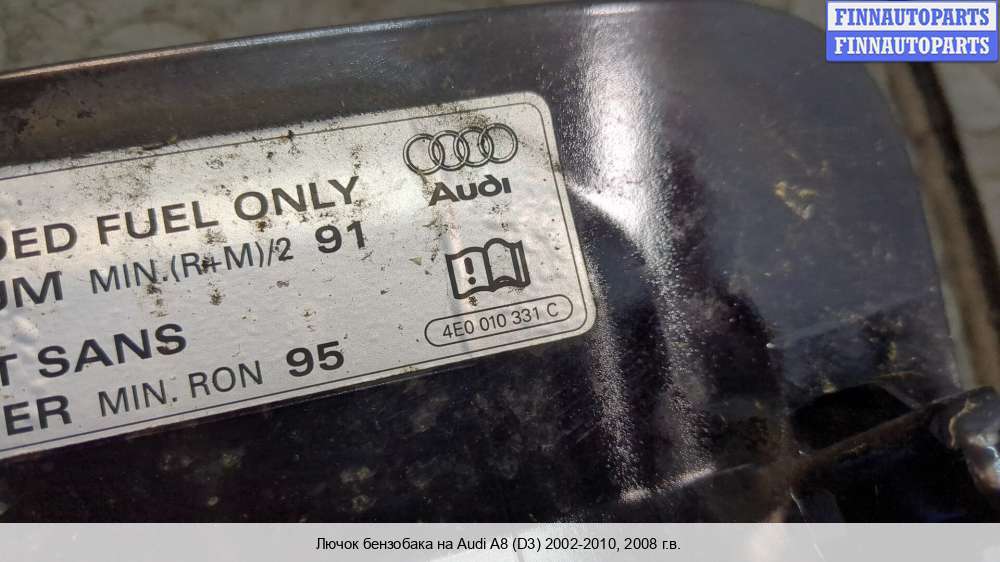 FINNAUTOPARTS
FINNAUTOPARTS
Audi
DED FUEL ONLY
UM MIN.(R+M)/2 91
T SANS
ER MIN. RON 95
4E0 010 331 C
Лючок бензобака на Audi A8 (D3) 2002-2010, 2008 г.в.